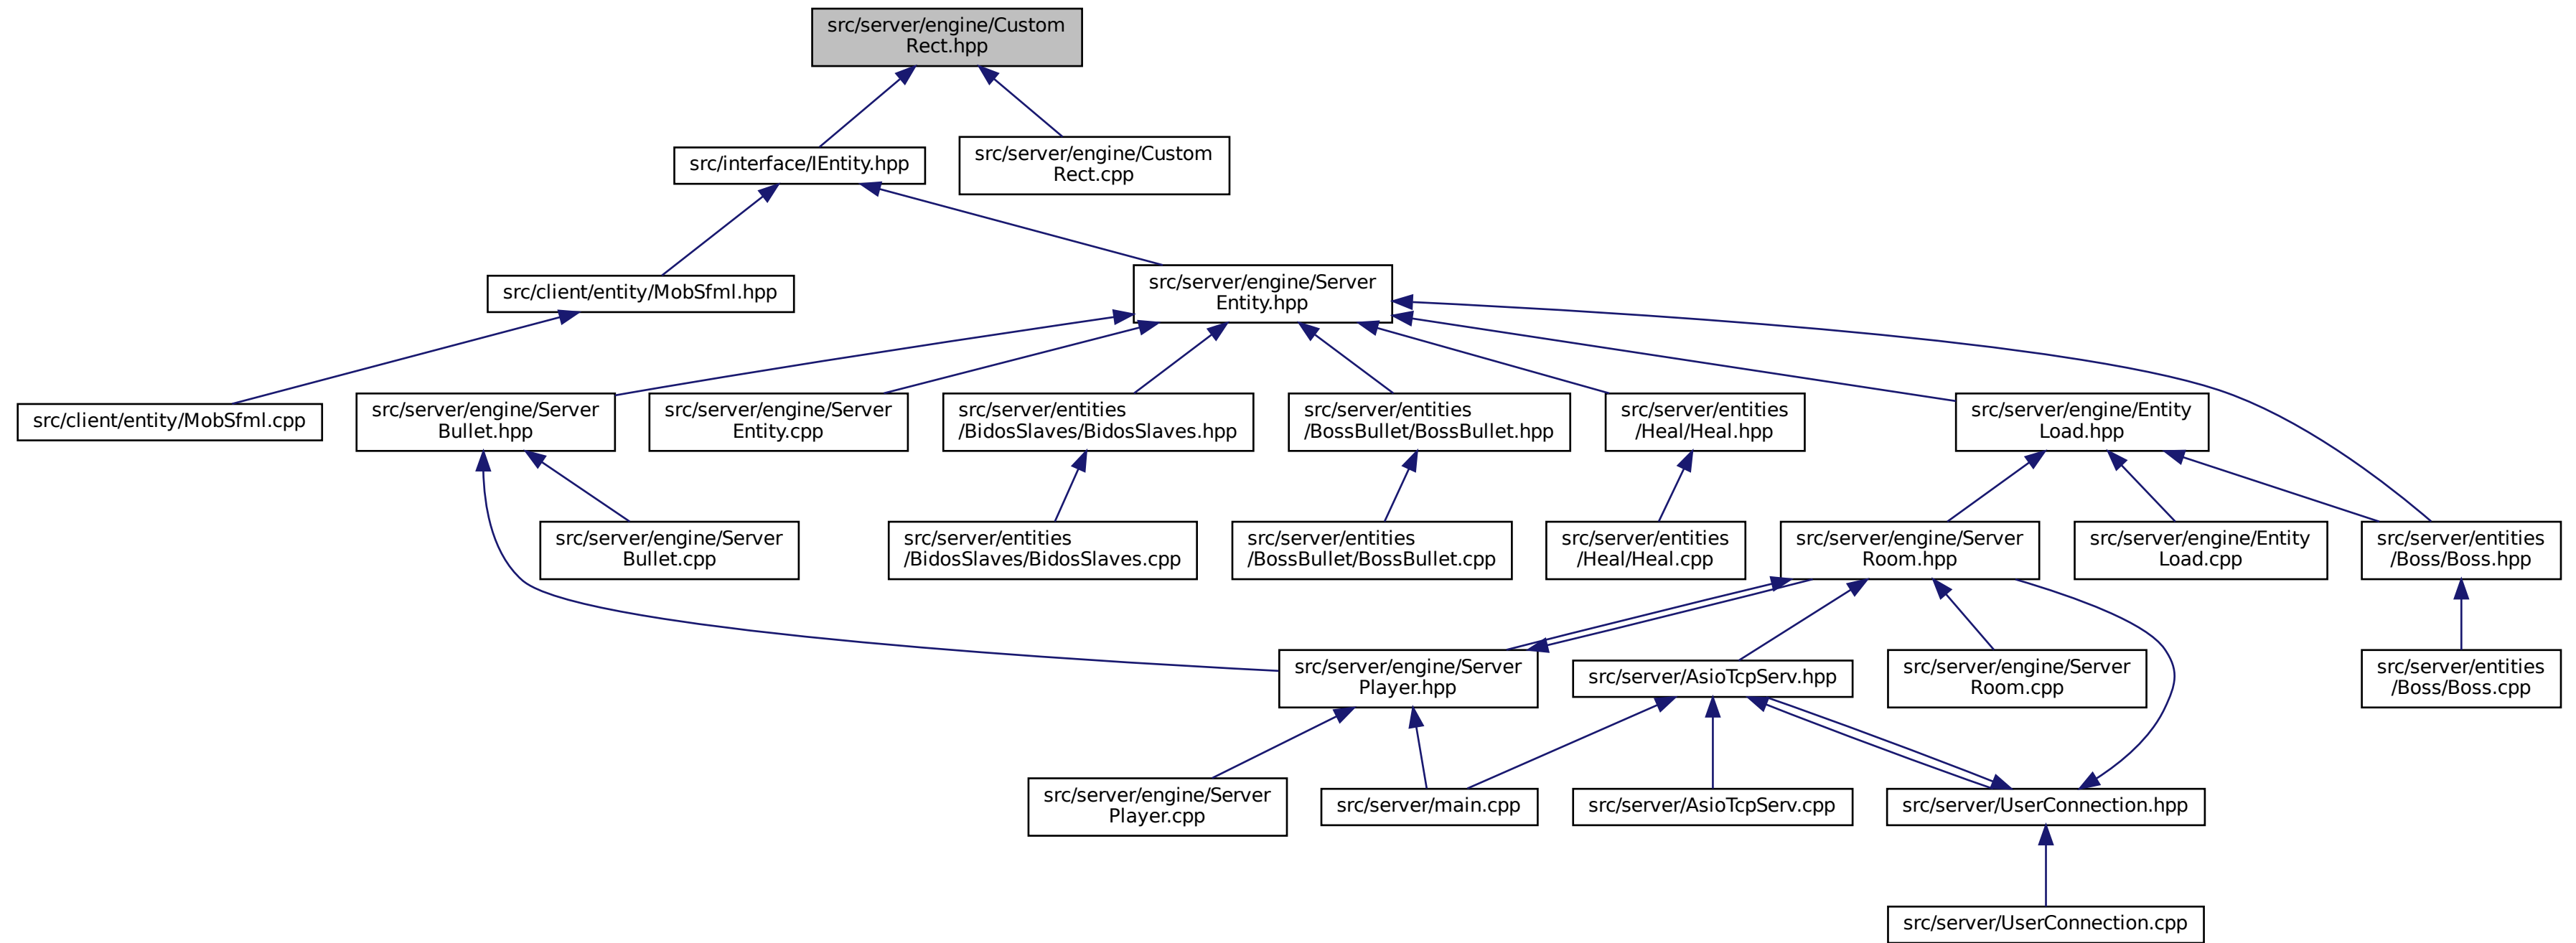 src/server/engine/Custom
Rect.hpp
src/interface/IEntity.hpp
src/server/engine/Custom
Rect.cpp
src/client/entity/MobSfml.hpp
src/server/engine/Server
Entity.hpp
src/client/entity/MobSfml.cpp
src/server/engine/Server
Bullet.hpp
src/server/engine/Server
Entity.cpp
src/server/entities
/BidosSlaves/BidosSlaves.hpp
src/server/entities
/BossBullet/BossBullet.hpp
src/server/entities
/Heal/Heal.hpp
src/server/engine/Entity
Load.hpp
src/server/engine/Server
Bullet.cpp
src/server/entities
/BidosSlaves/BidosSlaves.cpp
src/server/entities
/BossBullet/BossBullet.cpp
src/server/entities
/Heal/Heal.cpp
src/server/engine/Server
Room.hpp
src/server/engine/Entity
Load.cpp
src/server/entities
/Boss/Boss.hpp
src/server/engine/Server
Player.hpp
src/server/AsioTcpServ.hpp
src/server/engine/Server
Room.cpp
src/server/entities
/Boss/Boss.cpp
src/server/engine/Server
Player.cpp
src/server/main.cpp
src/server/AsioTcpServ.cpp
src/server/UserConnection.hpp
src/server/UserConnection.cpp